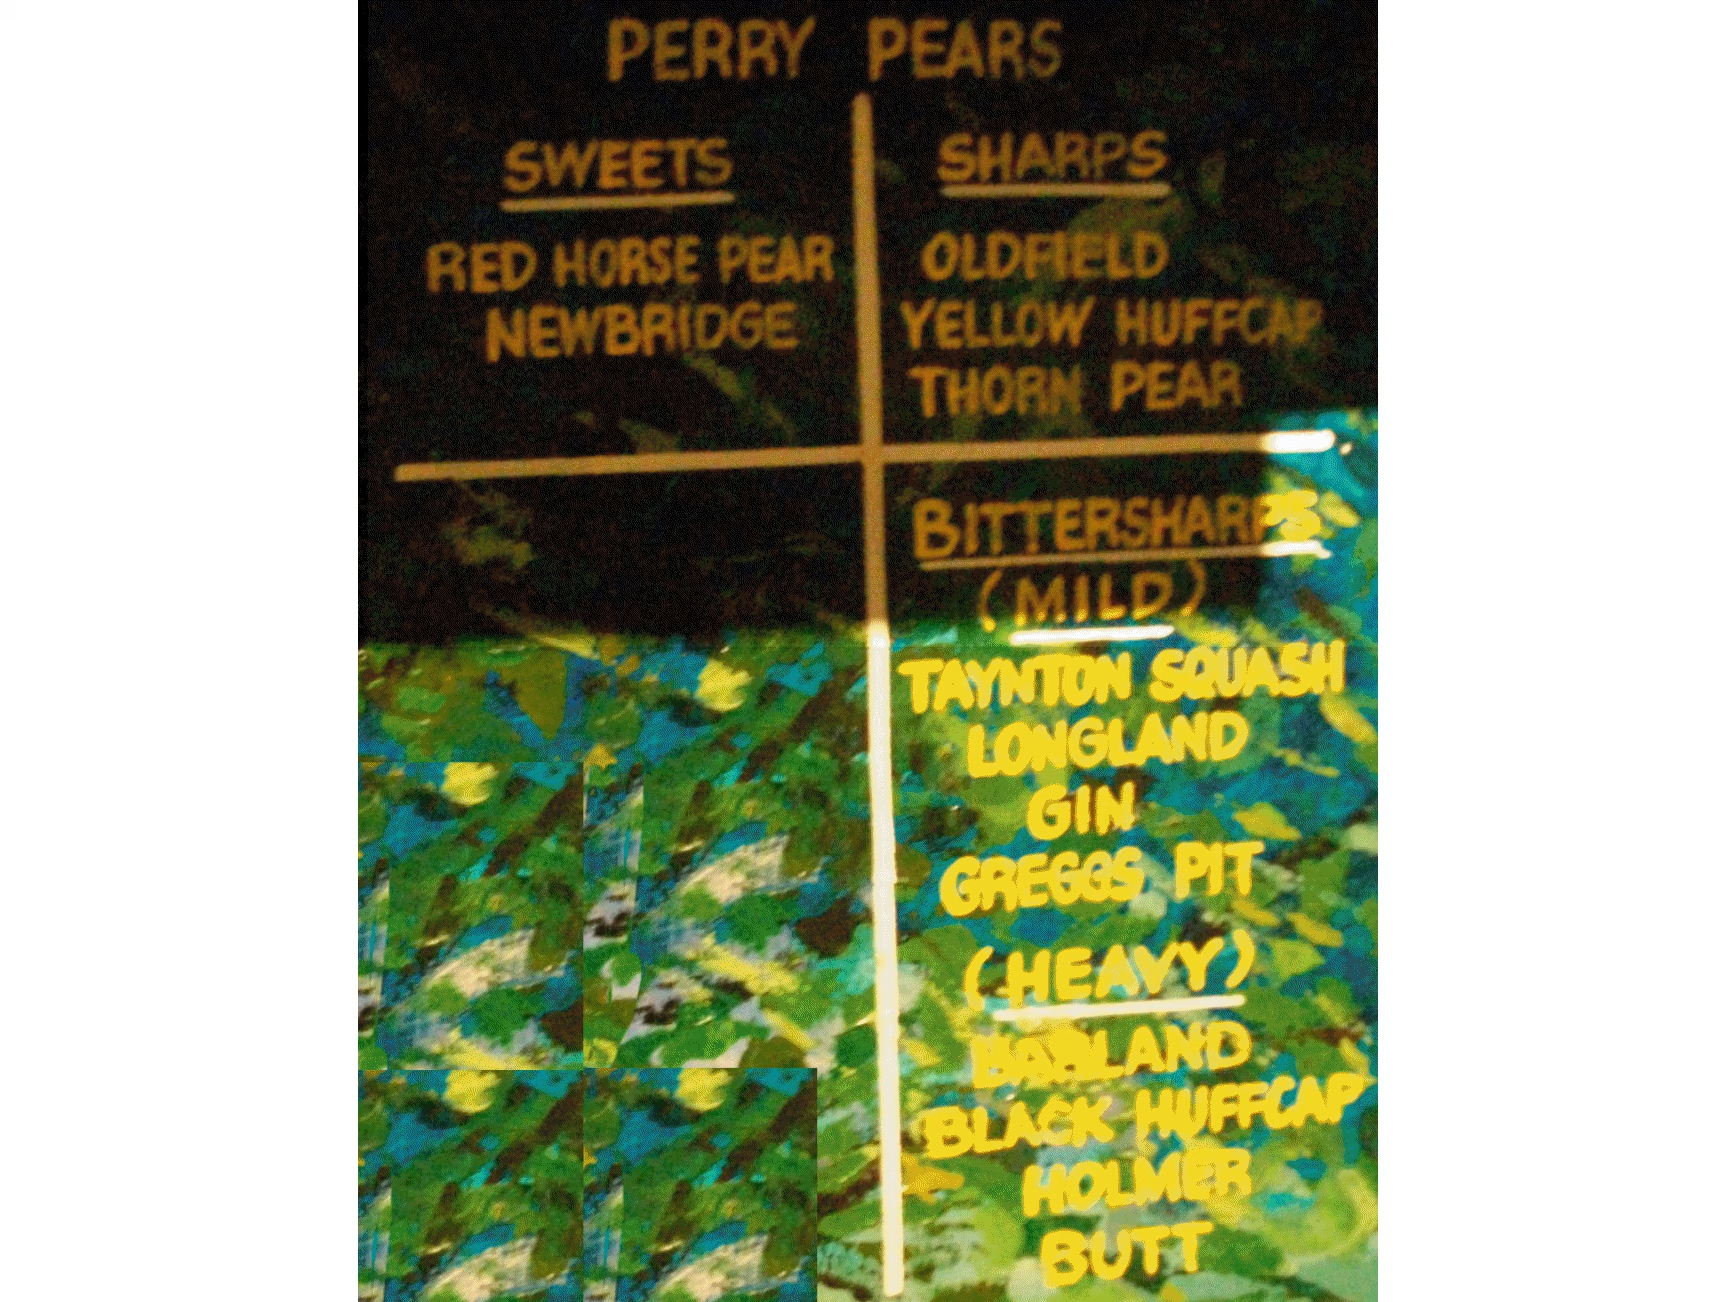 PERRY PEARS
SWEETS
RED HORSE PEAR
NEWBRIDGE
SHARPS
OLDFIELD
YELLOW HUFFCAP
THORN PEAR
BITTERSHARPS
(MILD)
TAYNTON SQUASH
LONGLAND
GIN
GREGGS PIT
(HEAVY)
BARLAND
BLACK HUFFCAP
HOLMER
BUTT